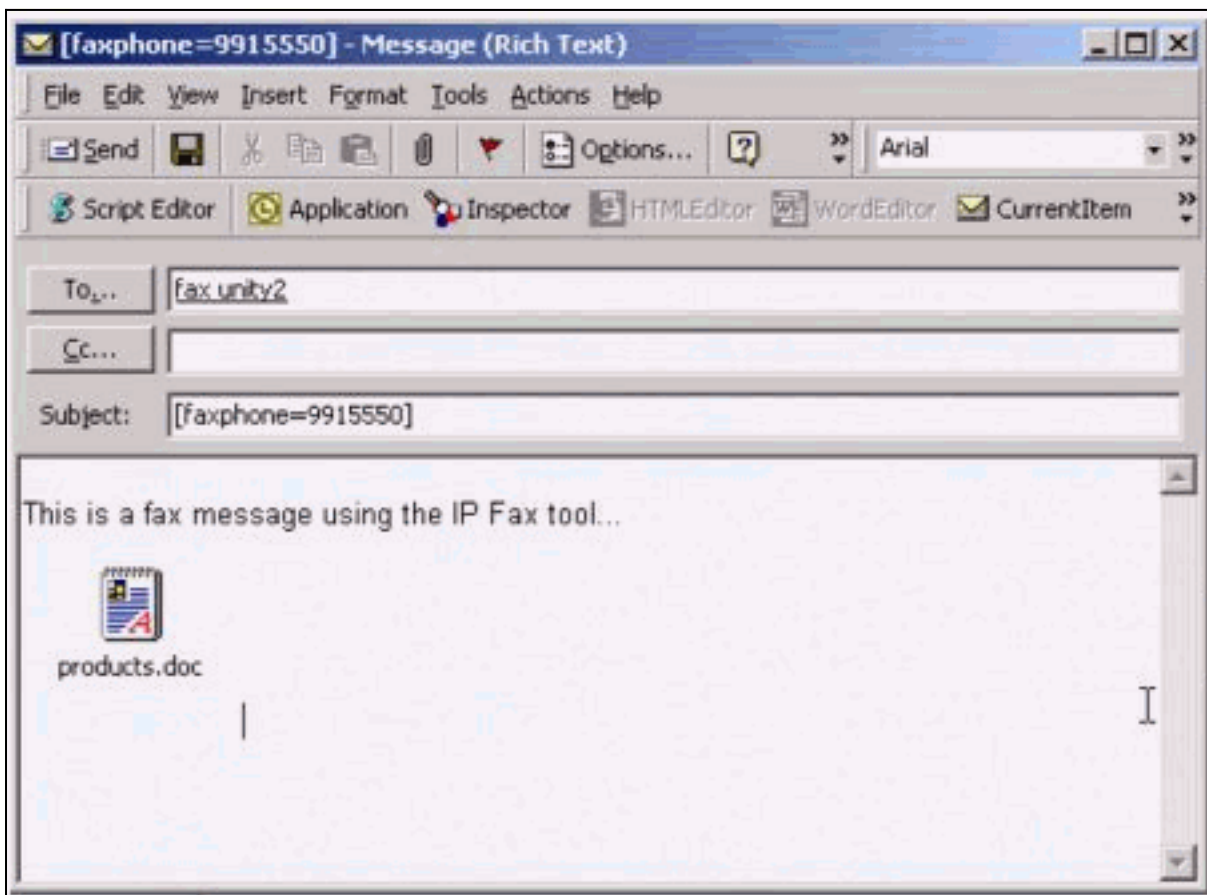 [faxphone=9915550] - Message (Rich Text)
File Edit View Insert Format Tools Actions Help
Send Options... Arial
Script Editor Application Inspector HTMLEditor WordEditor CurrentItem
To... fax unity2
Cc...
Subject: [faxphone=9915550]
This is a fax message using the IP Fax tool...
products.doc